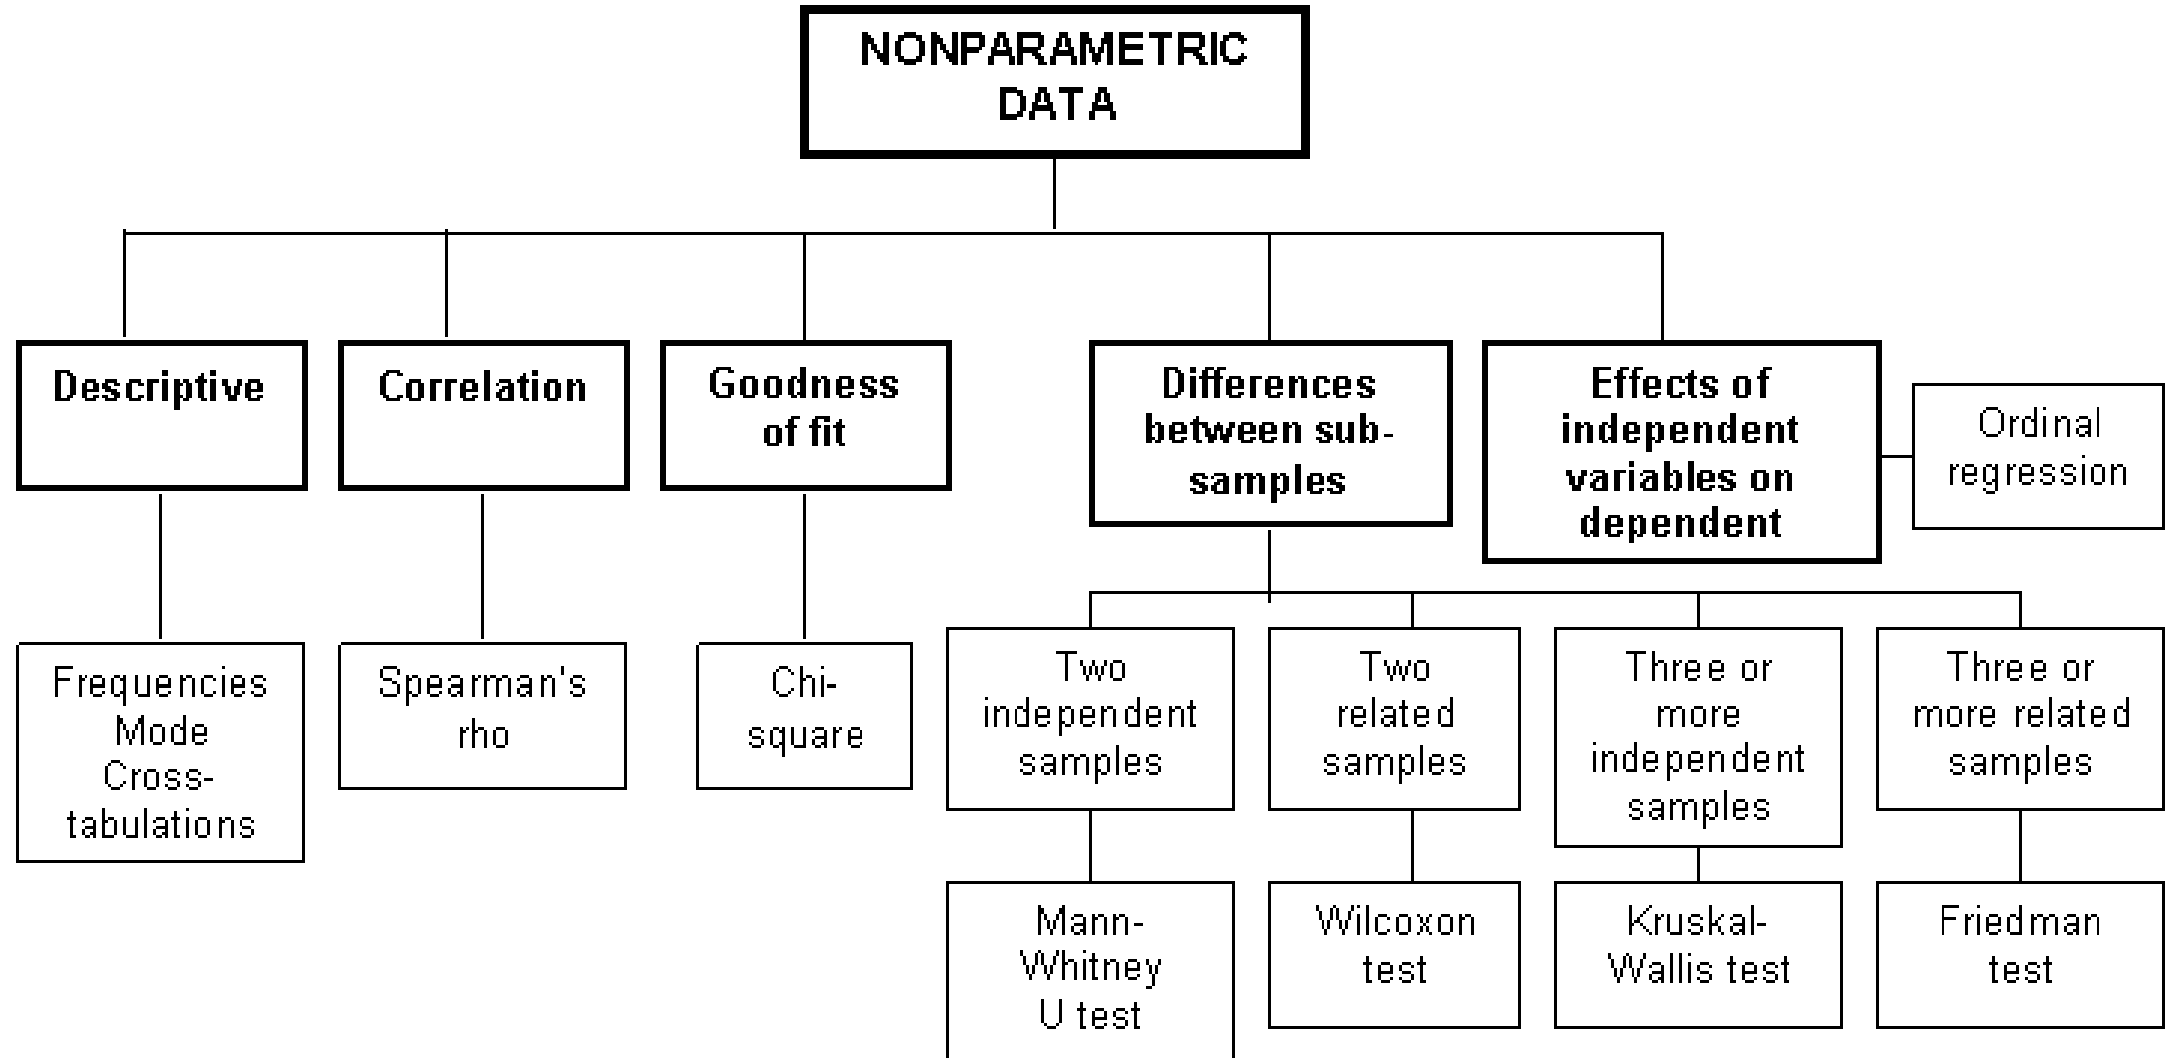 NONPARAMETRIC
DATA
Descriptive
Correlation
Goodness
of fit
Differences
between sub-
samples
Effects of
independent
variables on
dependent
Ordinal
regression
Frequencies
Mode
Cross-
tabulations
Spearman's
rho
Chi-
square
Two
independent
samples
Two
related
samples
Three or
more
independent
samples
Three or
more related
samples
Mann-
Whitney
U test
Wilcoxon
test
Kruskal-
Wallis test
Friedman
test